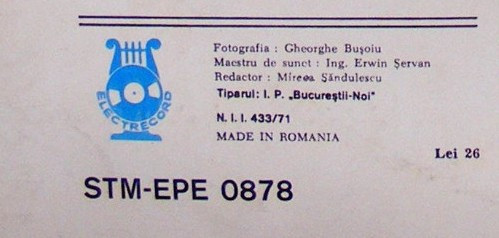 ELECTRECORD
Fotografia : Gheorghe Bușoiu
Maestru de sunet : Ing. Erwin Șervan
Redactor : Mircea Șăndulescu
Tiparul: I. P. „Bucureștii-Noi"
N. I. I. 433/71
MADE IN ROMANIA
Lei 26
STM-EPE 0878